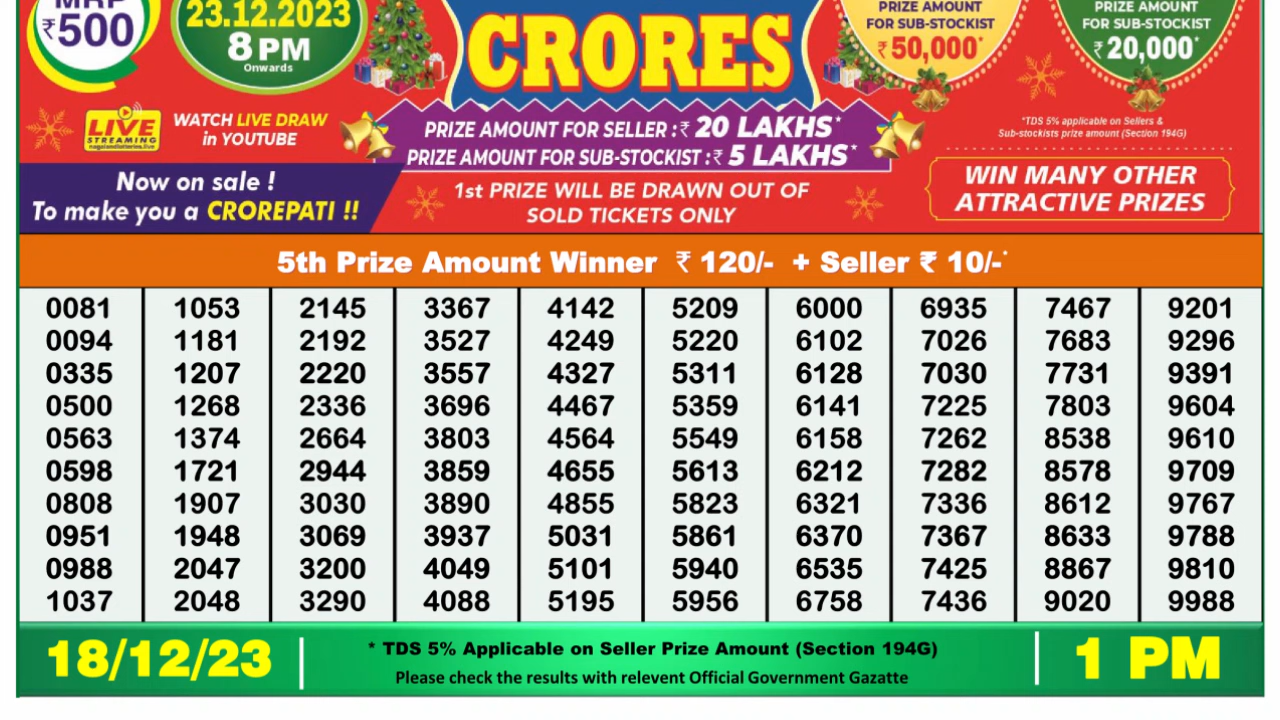 MRP
₹500
23.12.2023
8 PM
Onwards
CRORES
PRIZE AMOUNT
FOR SUB-STOCKIST
₹ 50,000*
PRIZE AMOUNT
FOR SUB-STOCKIST
₹ 20,000*
LIVE
STREAMING
nagalandlotteries.live
WATCH LIVE DRAW
in YOUTUBE
PRIZE AMOUNT FOR SELLER :₹ 20 LAKHS*
PRIZE AMOUNT FOR SUB-STOCKIST :₹ 5 LAKHS*
*TDS 5% applicable on Sellers &
Sub-stockists prize amount (Section 194G)
Now on sale !
To make you a CROREPATI !!
1st PRIZE WILL BE DRAWN OUT OF
SOLD TICKETS ONLY
WIN MANY OTHER
ATTRACTIVE PRIZES
5th Prize Amount Winner ₹ 120/- + Seller ₹ 10/-*
0081 1053 2145 3367 4142 5209 6000 6935 7467 9201
0094 1181 2192 3527 4249 5220 6102 7026 7683 9296
0335 1207 2220 3557 4327 5311 6128 7030 7731 9391
0500 1268 2336 3696 4467 5359 6141 7225 7803 9604
0563 1374 2664 3803 4564 5549 6158 7262 8538 9610
0598 1721 2944 3859 4655 5613 6212 7282 8578 9709
0808 1907 3030 3890 4855 5823 6321 7336 8612 9767
0951 1948 3069 3937 5031 5861 6370 7367 8633 9788
0988 2047 3200 4049 5101 5940 6535 7425 8867 9810
1037 2048 3290 4088 5195 5956 6758 7436 9020 9988
18/12/23
* TDS 5% Applicable on Seller Prize Amount (Section 194G)
Please check the results with relevent Official Government Gazatte
1 PM